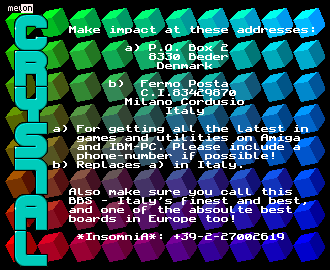 melon
CRYSTAL
Make impact at these addresses:
a) P.O. Box 2
8330 Beder
Denmark
b) Fermo Posta
C.I.83429870
Milano Cordusio
Italy
a) For getting all the latest in
games and utilities on Amiga
and IBM-PC. Please include a
phone-number if possible!
b) Replaces a) in Italy.
Also make sure you call this
BBS - Italy's finest and best,
and one of the absoulte best
boards in Europe too!
*InsomniA*: +39-2-27002619